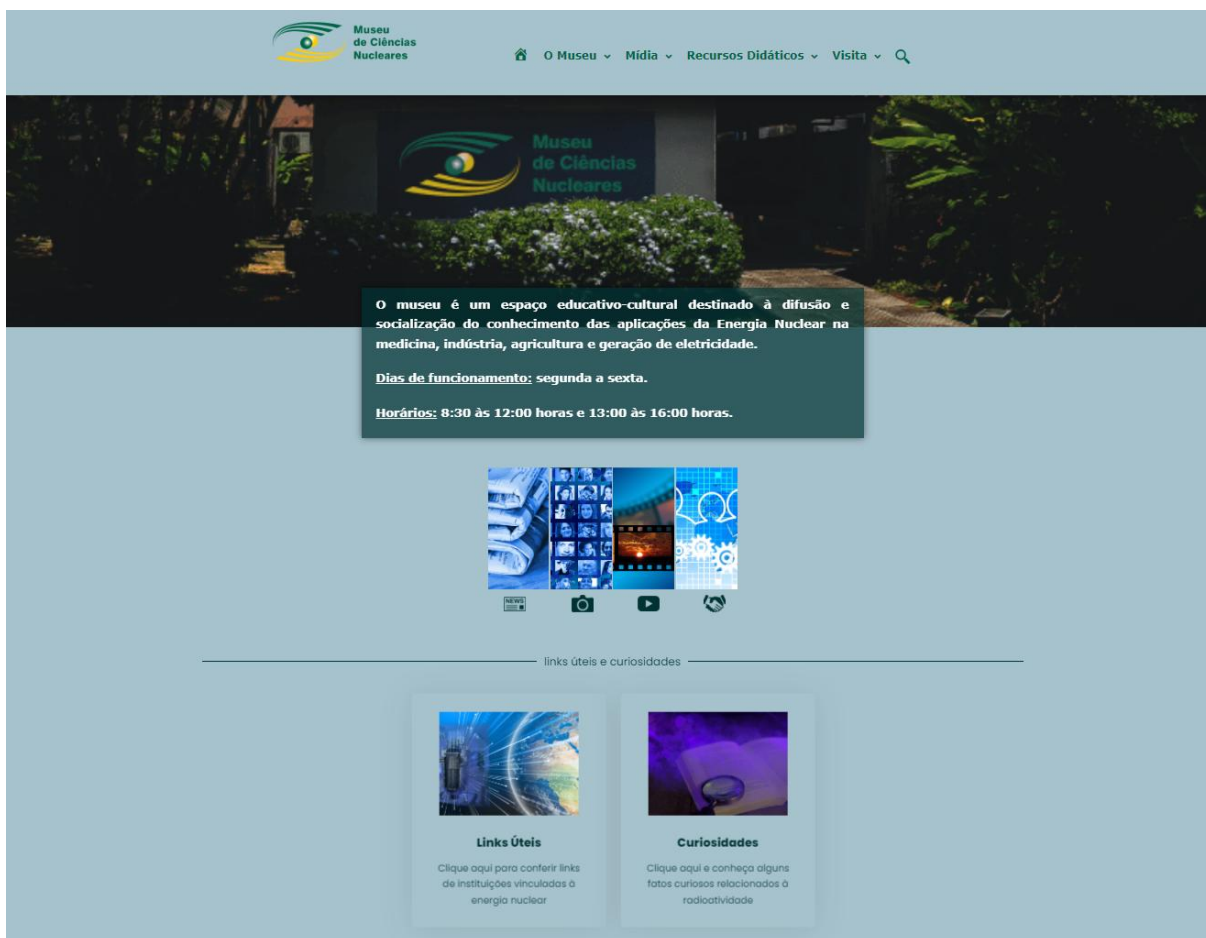 Museu
de Ciências
Nucleares
O Museu
Mídia
Recursos Didáticos
Visita
Museu
de Ciências
Nucleares
O museu é um espaço educativo-cultural destinado à difusão e
socialização do conhecimento das aplicações da Energia Nuclear na
medicina, indústria, agricultura e geração de eletricidade.
Dias de funcionamento: segunda a sexta.
Horários: 8:30 às 12:00 horas e 13:00 às 16:00 horas.
NEWS
links úteis e curiosidades
Links Úteis
Clique aqui para conferir links
de instituições vinculadas à
energia nuclear
Curiosidades
Clique aqui e conheça alguns
fatos curiosos relacionados à
radioatividade